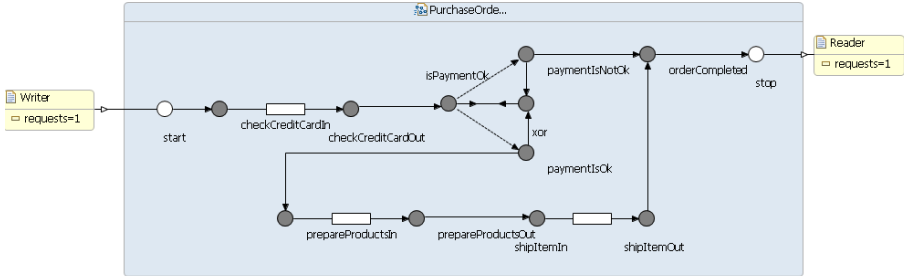 PurchaseOrde...
Reader
requests=1
isPaymentOk
paymentIsNotOk
orderCompleted
stop
Writer
requests=1
start
checkCreditCardIn
checkCreditCardOut
xor
paymentIsOk
prepareProductsIn
prepareProductsOut
shipItemIn
shipItemOut